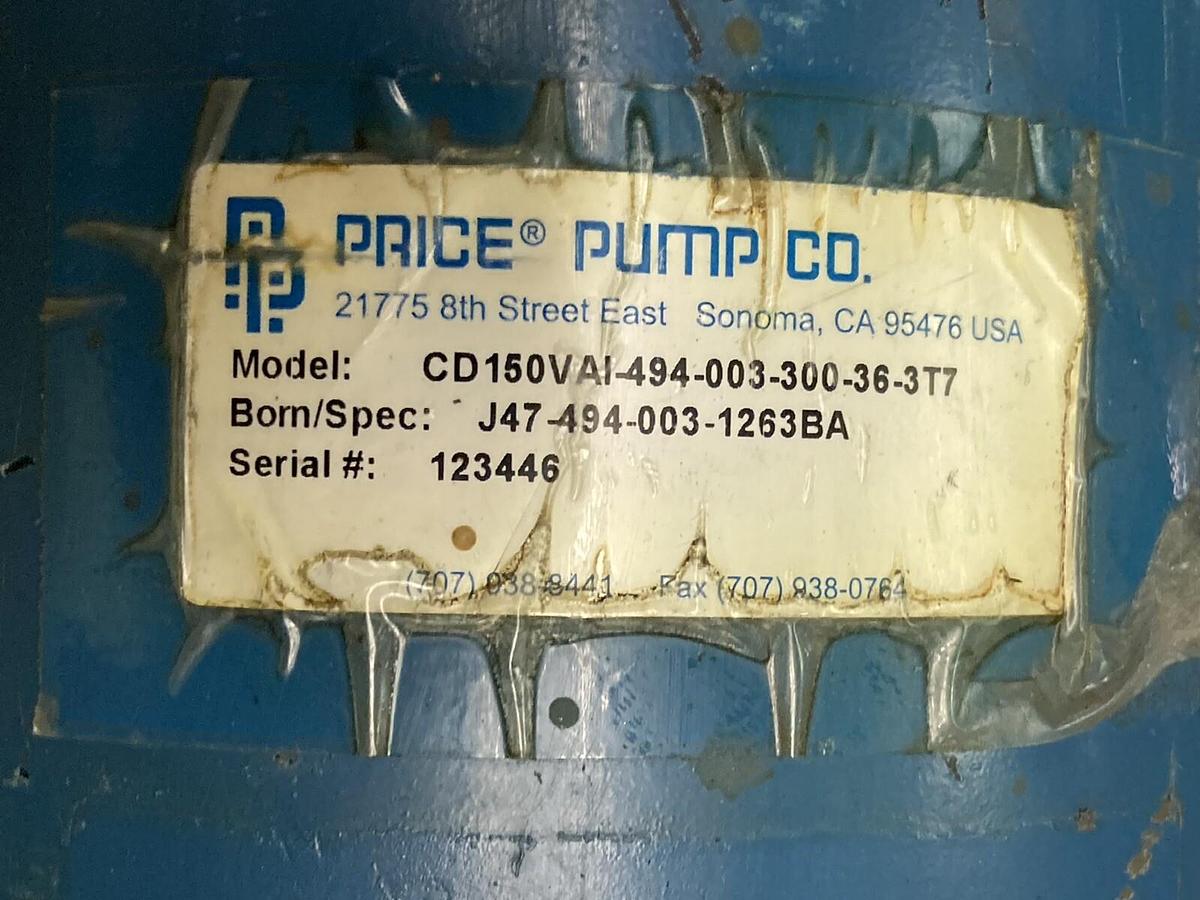 PRICE® PUMP CO.
21775 8th Street East Sonoma, CA 95476 USA
Model: CD150VAI-494-003-300-36-3T7
Born/Spec: J47-494-003-1263BA
Serial #: 123446
(707) 938-8441 Fax (707) 938-0764